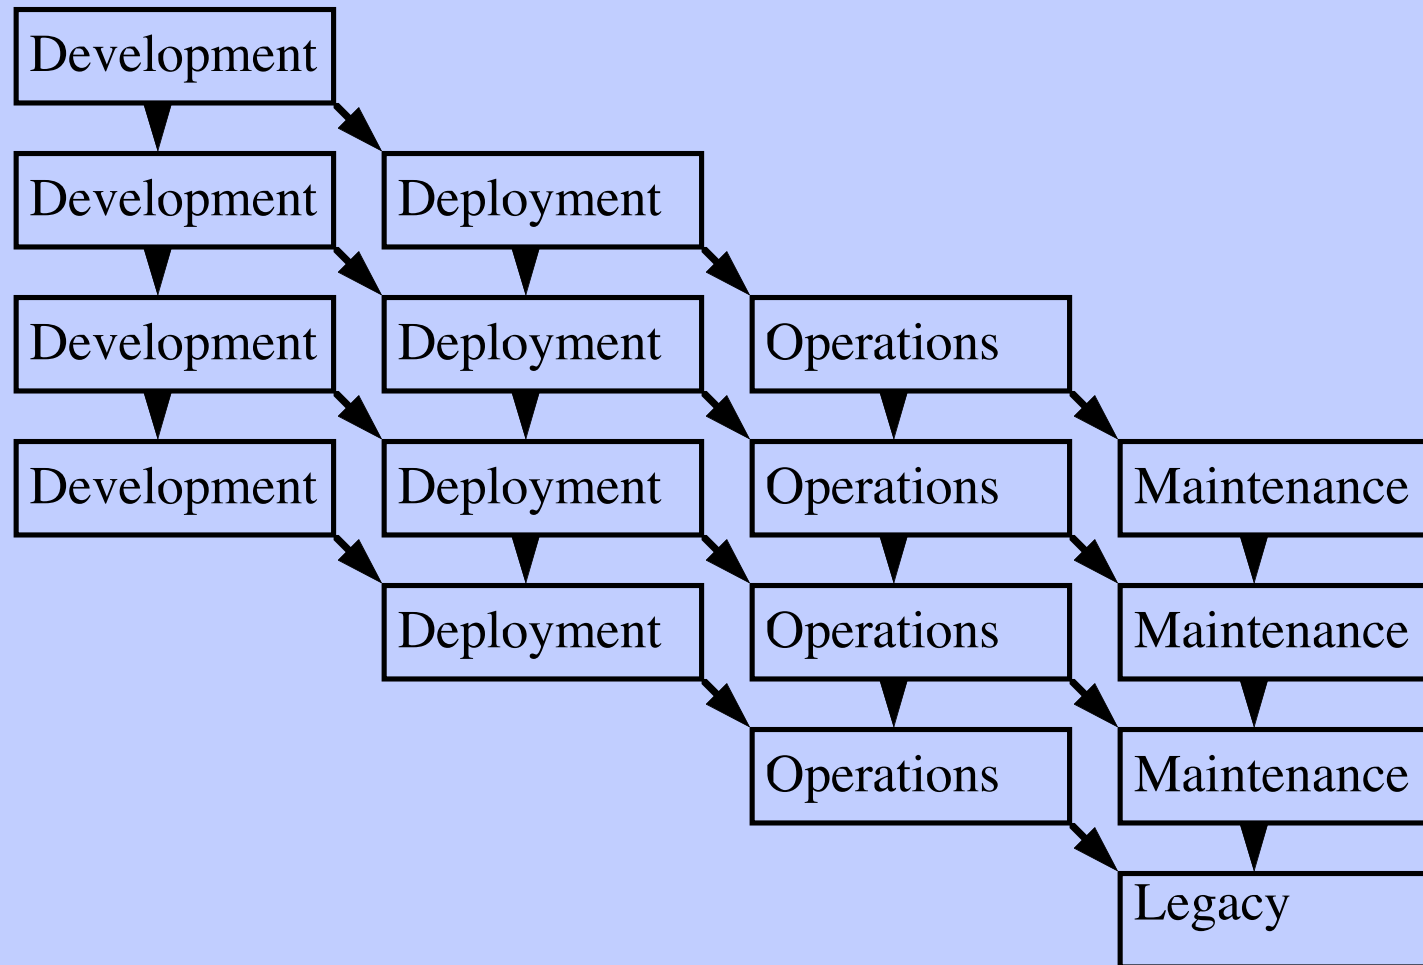 Development
Development Deployment
Development Deployment Operations
Development Deployment Operations Maintenance
Deployment Operations Maintenance
Operations Maintenance
Legacy